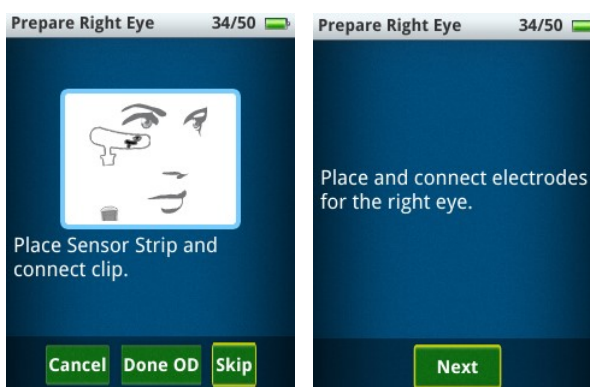 Prepare Right Eye 34/50
Place Sensor Strip and
connect clip.
Cancel Done OD Skip
Prepare Right Eye 34/50
Place and connect electrodes
for the right eye.
Next